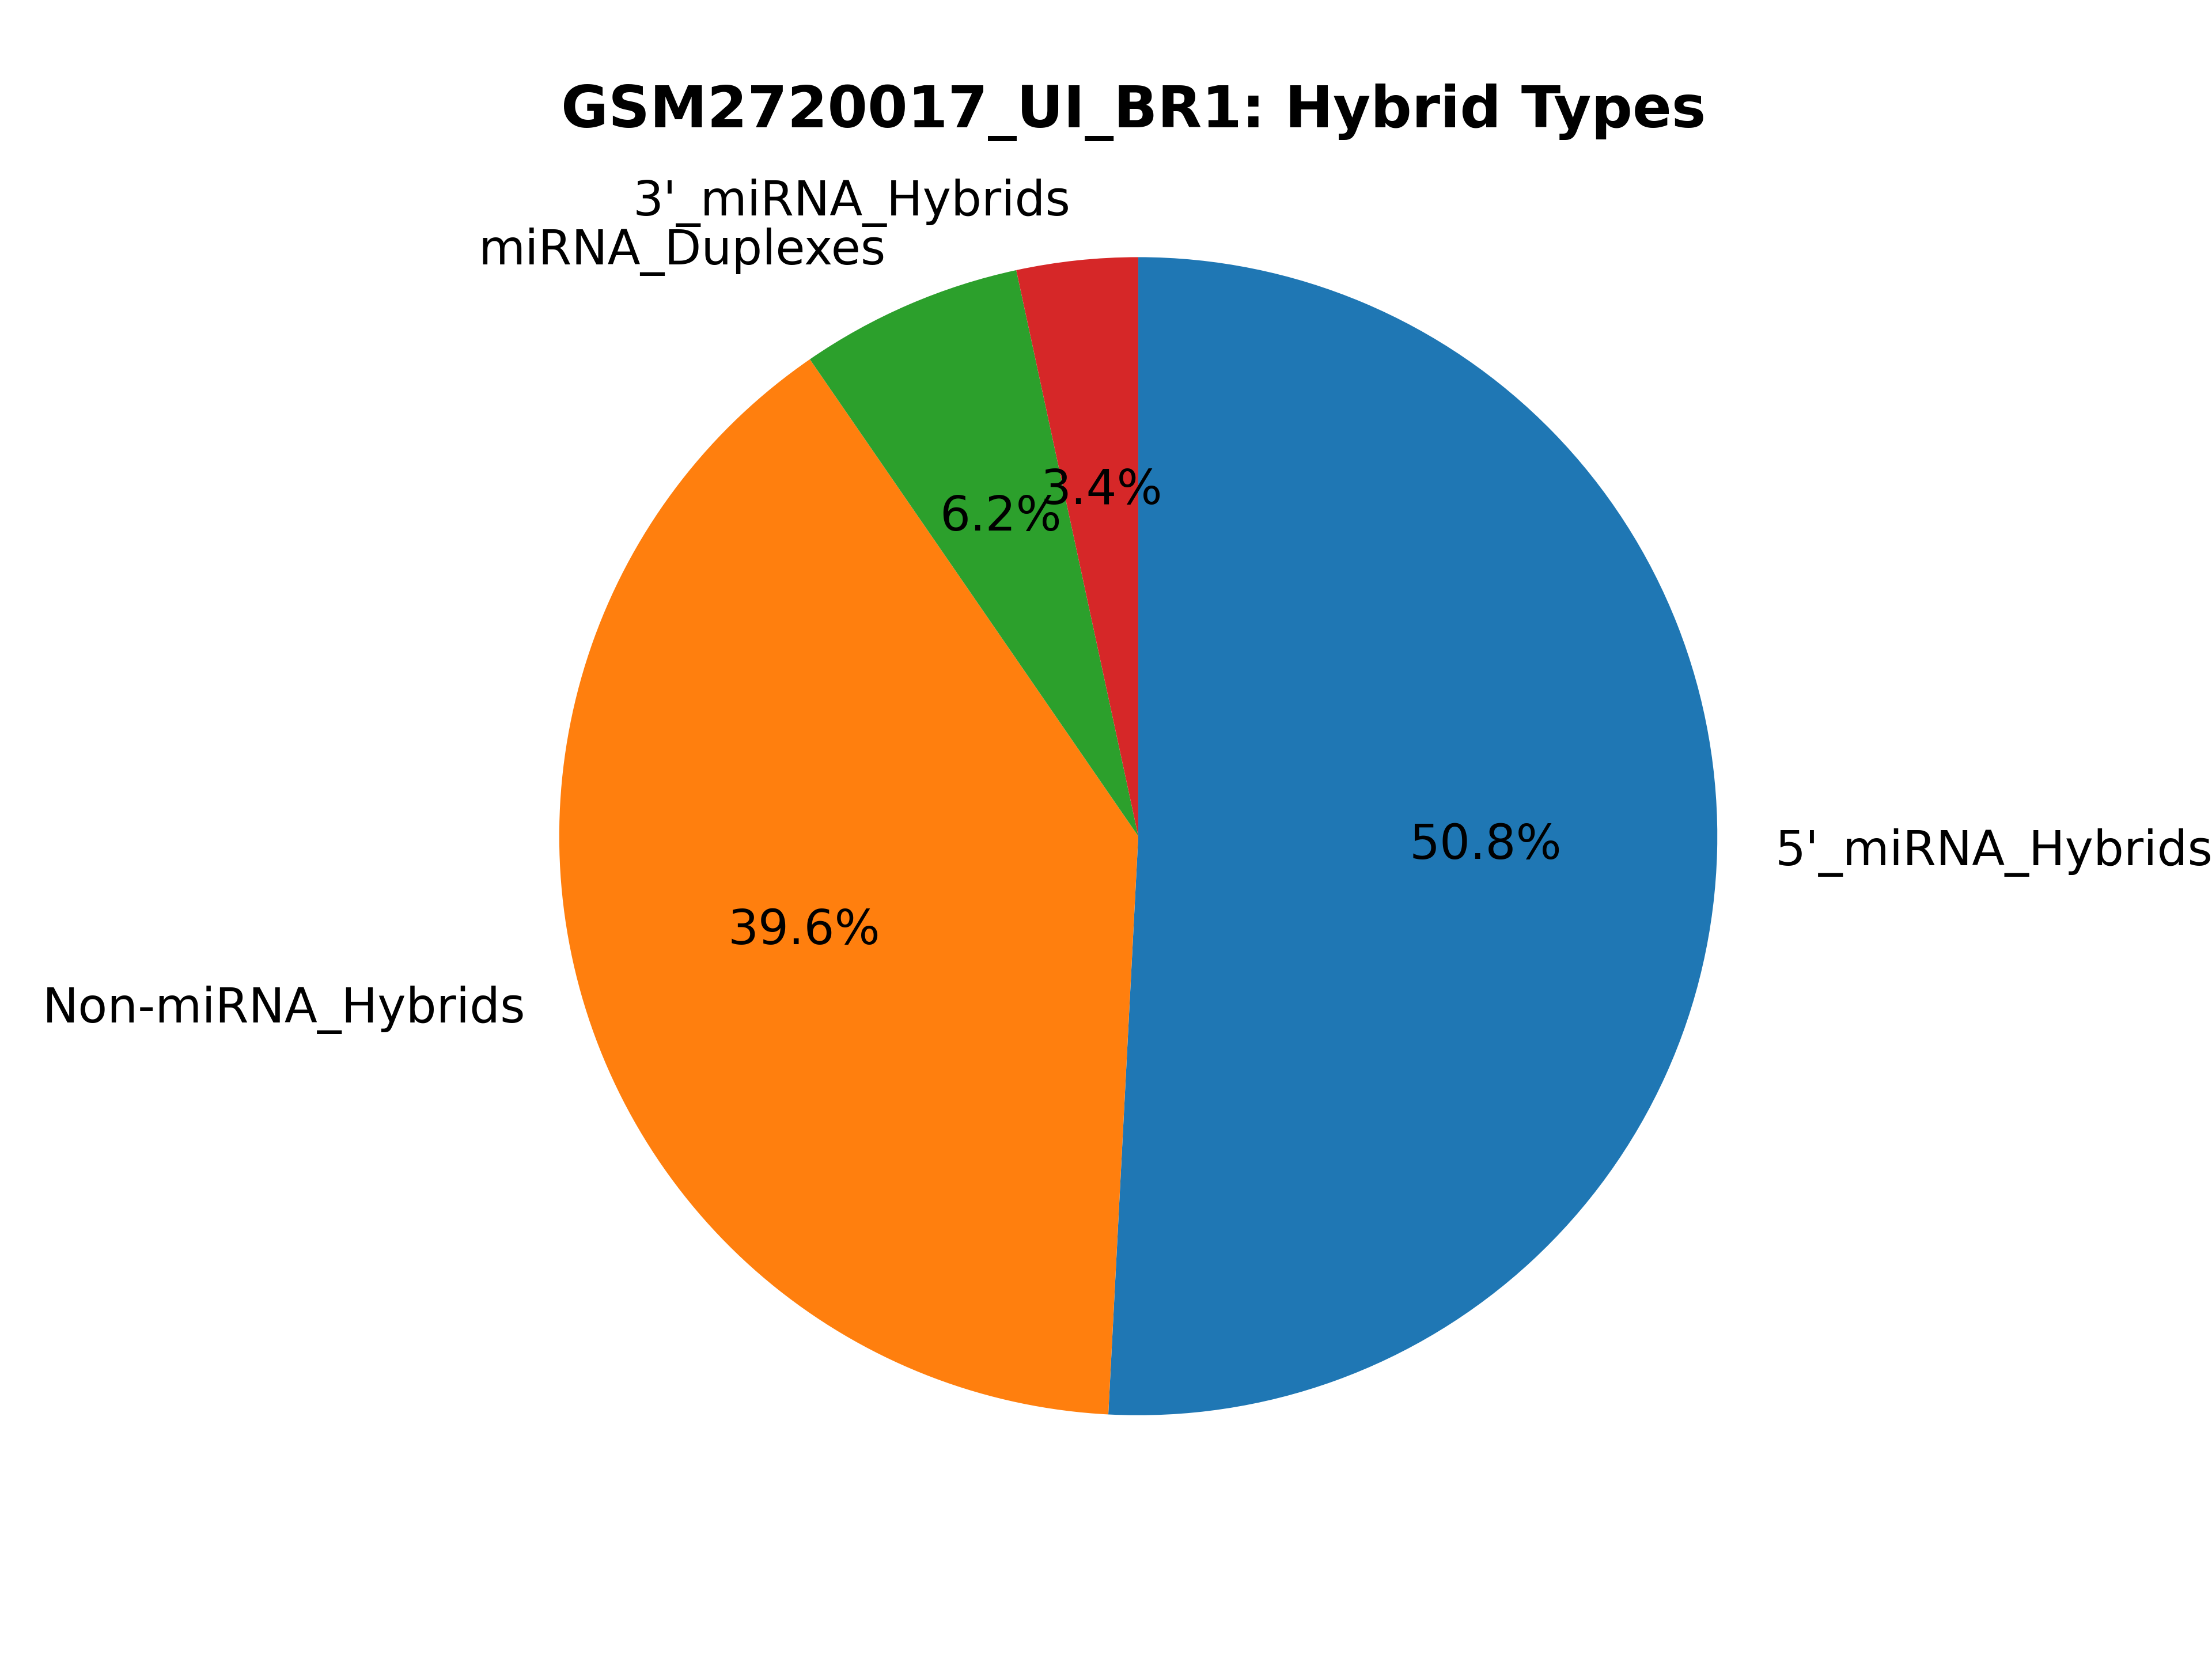 GSM2720017_UI_BR1: Hybrid Types
3'_miRNA_Hybrids
miRNA_Duplexes
3.4%
6.2%
50.8%
5'_miRNA_Hybrids
39.6%
Non-miRNA_Hybrids